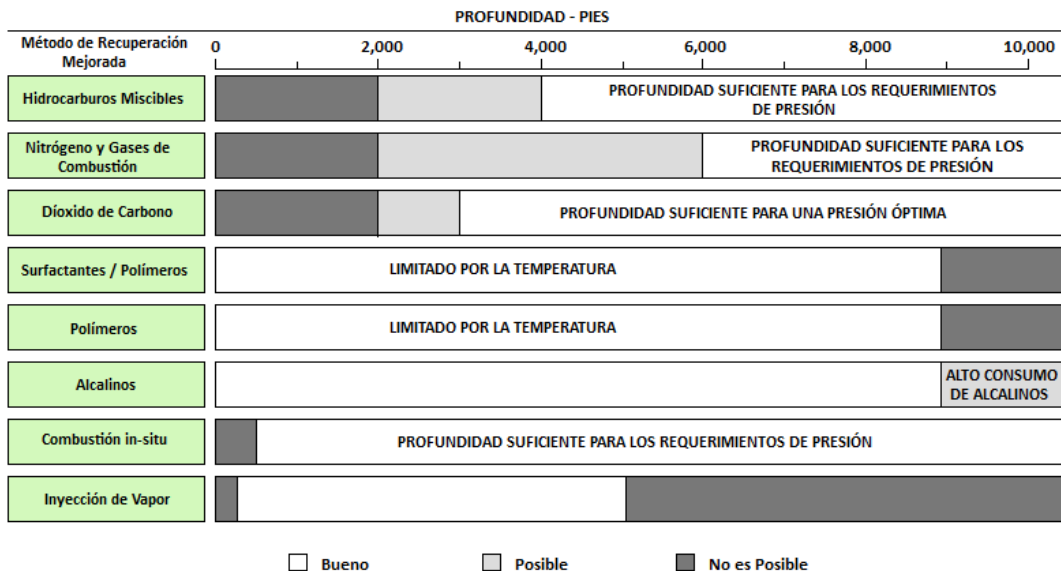 PROFUNDIDAD - PIES
Método de Recuperación
Mejorada
0 2,000 4,000 6,000 8,000 10,000
Hidrocarburos Miscibles
PROFUNDIDAD SUFICIENTE PARA LOS REQUERIMIENTOS
DE PRESIÓN
Nitrógeno y Gases de
Combustión
PROFUNDIDAD SUFICIENTE PARA LOS
REQUERIMIENTOS DE PRESIÓN
Díoxido de Carbono
PROFUNDIDAD SUFICIENTE PARA UNA PRESIÓN ÓPTIMA
Surfactantes / Polímeros
LIMITADO POR LA TEMPERATURA
Polímeros
LIMITADO POR LA TEMPERATURA
Alcalinos
ALTO CONSUMO
DE ALCALINOS
Combustión in-situ
PROFUNDIDAD SUFICIENTE PARA LOS REQUERIMIENTOS DE PRESIÓN
Inyección de Vapor
Bueno Posible No es Posible